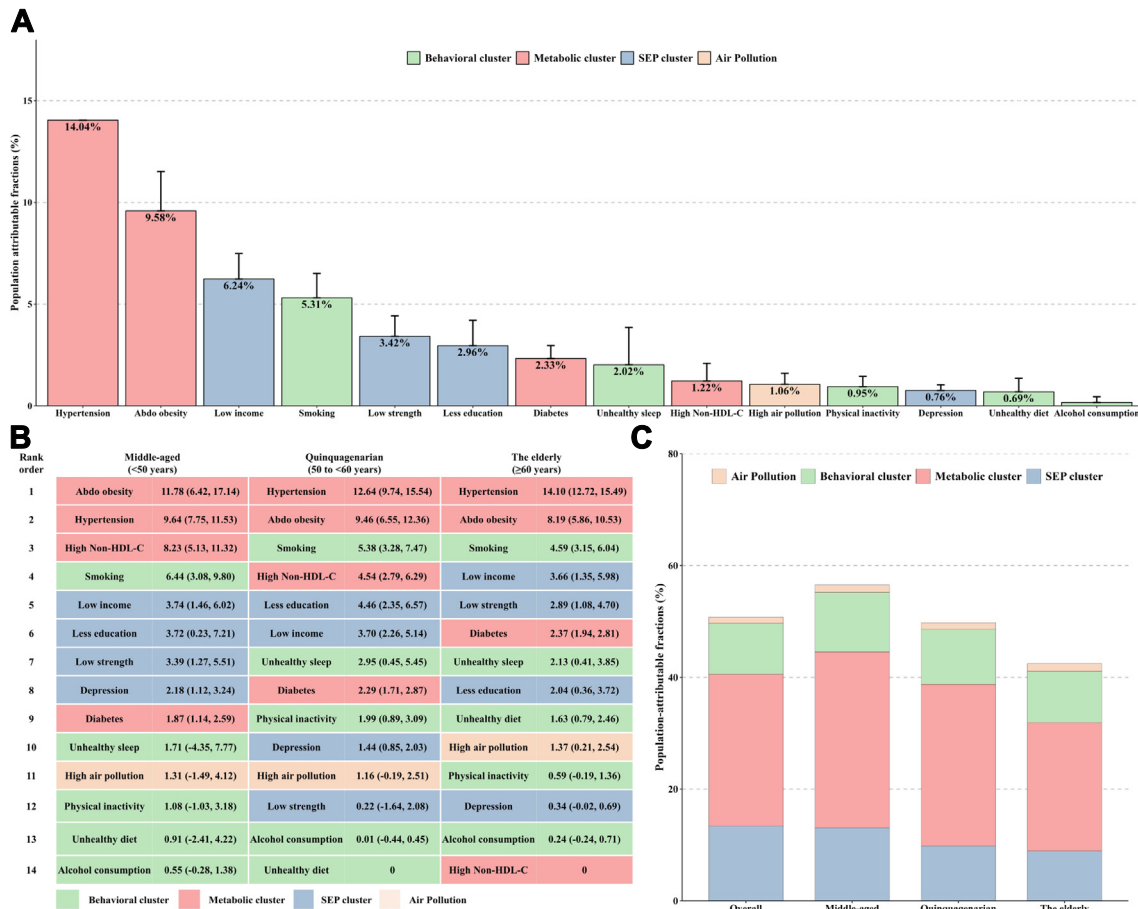 A
Behavioral cluster Metabolic cluster SEP cluster Air Pollution
Population attributable fractions (%)
15
10
5
0
14.04%
9.58%
6.24%
5.31%
3.42%
2.96%
2.33%
2.02%
1.22%
1.06%
0.95%
0.76%
0.69%
Hypertension Abdo obesity Low income Smoking Low strength Less education Diabetes Unhealthy sleep High Non-HDL-C High air pollution Physical inactivity Depression Unhealthy diet Alcohol consumption
B
Rank order Middle-aged (<50 years) Quinquagenarian (50 to <60 years) The elderly (≥60 years)
1 Abdo obesity 11.78 (6.42, 17.14) Hypertension 12.64 (9.74, 15.54) Hypertension 14.10 (12.72, 15.49)
2 Hypertension 9.64 (7.75, 11.53) Abdo obesity 9.46 (6.55, 12.36) Abdo obesity 8.19 (5.86, 10.53)
3 High Non-HDL-C 8.23 (5.13, 11.32) Smoking 5.38 (3.28, 7.47) Smoking 4.59 (3.15, 6.04)
4 Smoking 6.44 (3.08, 9.80) High Non-HDL-C 4.54 (2.79, 6.29) Low income 3.66 (1.35, 5.98)
5 Low income 3.74 (1.46, 6.02) Less education 4.46 (2.35, 6.57) Low strength 2.89 (1.08, 4.70)
6 Less education 3.72 (0.23, 7.21) Low income 3.70 (2.26, 5.14) Diabetes 2.37 (1.94, 2.81)
7 Low strength 3.39 (1.27, 5.51) Unhealthy sleep 2.95 (0.45, 5.45) Unhealthy sleep 2.13 (0.41, 3.85)
8 Depression 2.18 (1.12, 3.24) Diabetes 2.29 (1.71, 2.87) Less education 2.04 (0.36, 3.72)
9 Diabetes 1.87 (1.14, 2.59) Physical inactivity 1.99 (0.89, 3.09) Unhealthy diet 1.63 (0.79, 2.46)
10 Unhealthy sleep 1.71 (-4.35, 7.77) Depression 1.44 (0.85, 2.03) High air pollution 1.37 (0.21, 2.54)
11 High air pollution 1.31 (-1.49, 4.12) High air pollution 1.16 (-0.19, 2.51) Physical inactivity 0.59 (-0.19, 1.36)
12 Physical inactivity 1.08 (-1.03, 3.18) Low strength 0.22 (-1.64, 2.08) Depression 0.34 (-0.02, 0.69)
13 Unhealthy diet 0.91 (-2.41, 4.22) Alcohol consumption 0.01 (-0.44, 0.45) Alcohol consumption 0.24 (-0.24, 0.71)
14 Alcohol consumption 0.55 (-0.28, 1.38) Unhealthy diet 0 High Non-HDL-C 0
Behavioral cluster Metabolic cluster SEP cluster Air Pollution
C
Air Pollution Behavioral cluster Metabolic cluster SEP cluster
Population-attributable fractions (%)
80
60
40
20
0
Overall Middle-aged Quinquagenarian The elderly